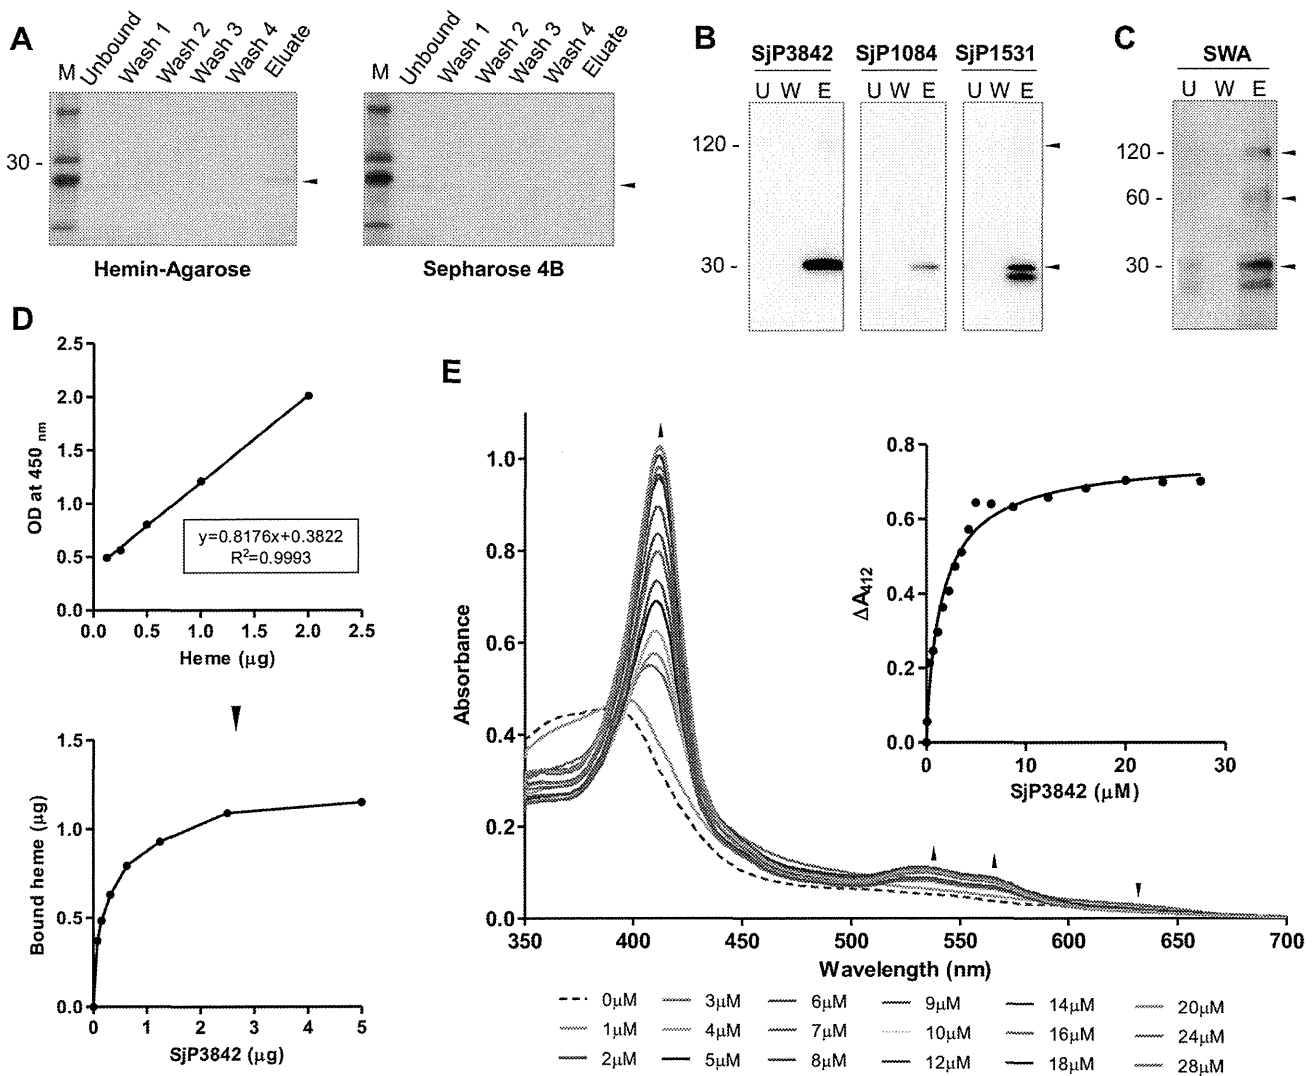 A
M
Unbound
Wash 1
Wash 2
Wash 3
Wash 4
Eluate
30 -
Hemin-Agarose
M
Unbound
Wash 1
Wash 2
Wash 3
Wash 4
Eluate
Sepharose 4B
B
SjP3842 SjP1084 SjP1531
U W E U W E U W E
120 -
30 -
C
SWA
U W E
120 -
60 -
30 -
D
2.5
2.0
1.5
1.0
0.5
0.0
OD at 450 nm
y=0.8176x+0.3822
R²=0.9993
0.0 0.5 1.0 1.5 2.0 2.5
Heme (μg)
1.5
1.0
0.5
0.0
Bound heme (μg)
0 1 2 3 4 5
SjP3842 (μg)
E
1.0
0.8
0.6
0.4
0.2
0.0
Absorbance
350 400 450 500 550 600 650 700
Wavelength (nm)
0.8
0.6
0.4
0.2
0.0
ΔA412
0 10 20 30
SjP3842 (μM)
0μM 3μM 6μM 9μM 14μM 20μM
1μM 4μM 7μM 10μM 16μM 24μM
2μM 5μM 8μM 12μM 18μM 28μM